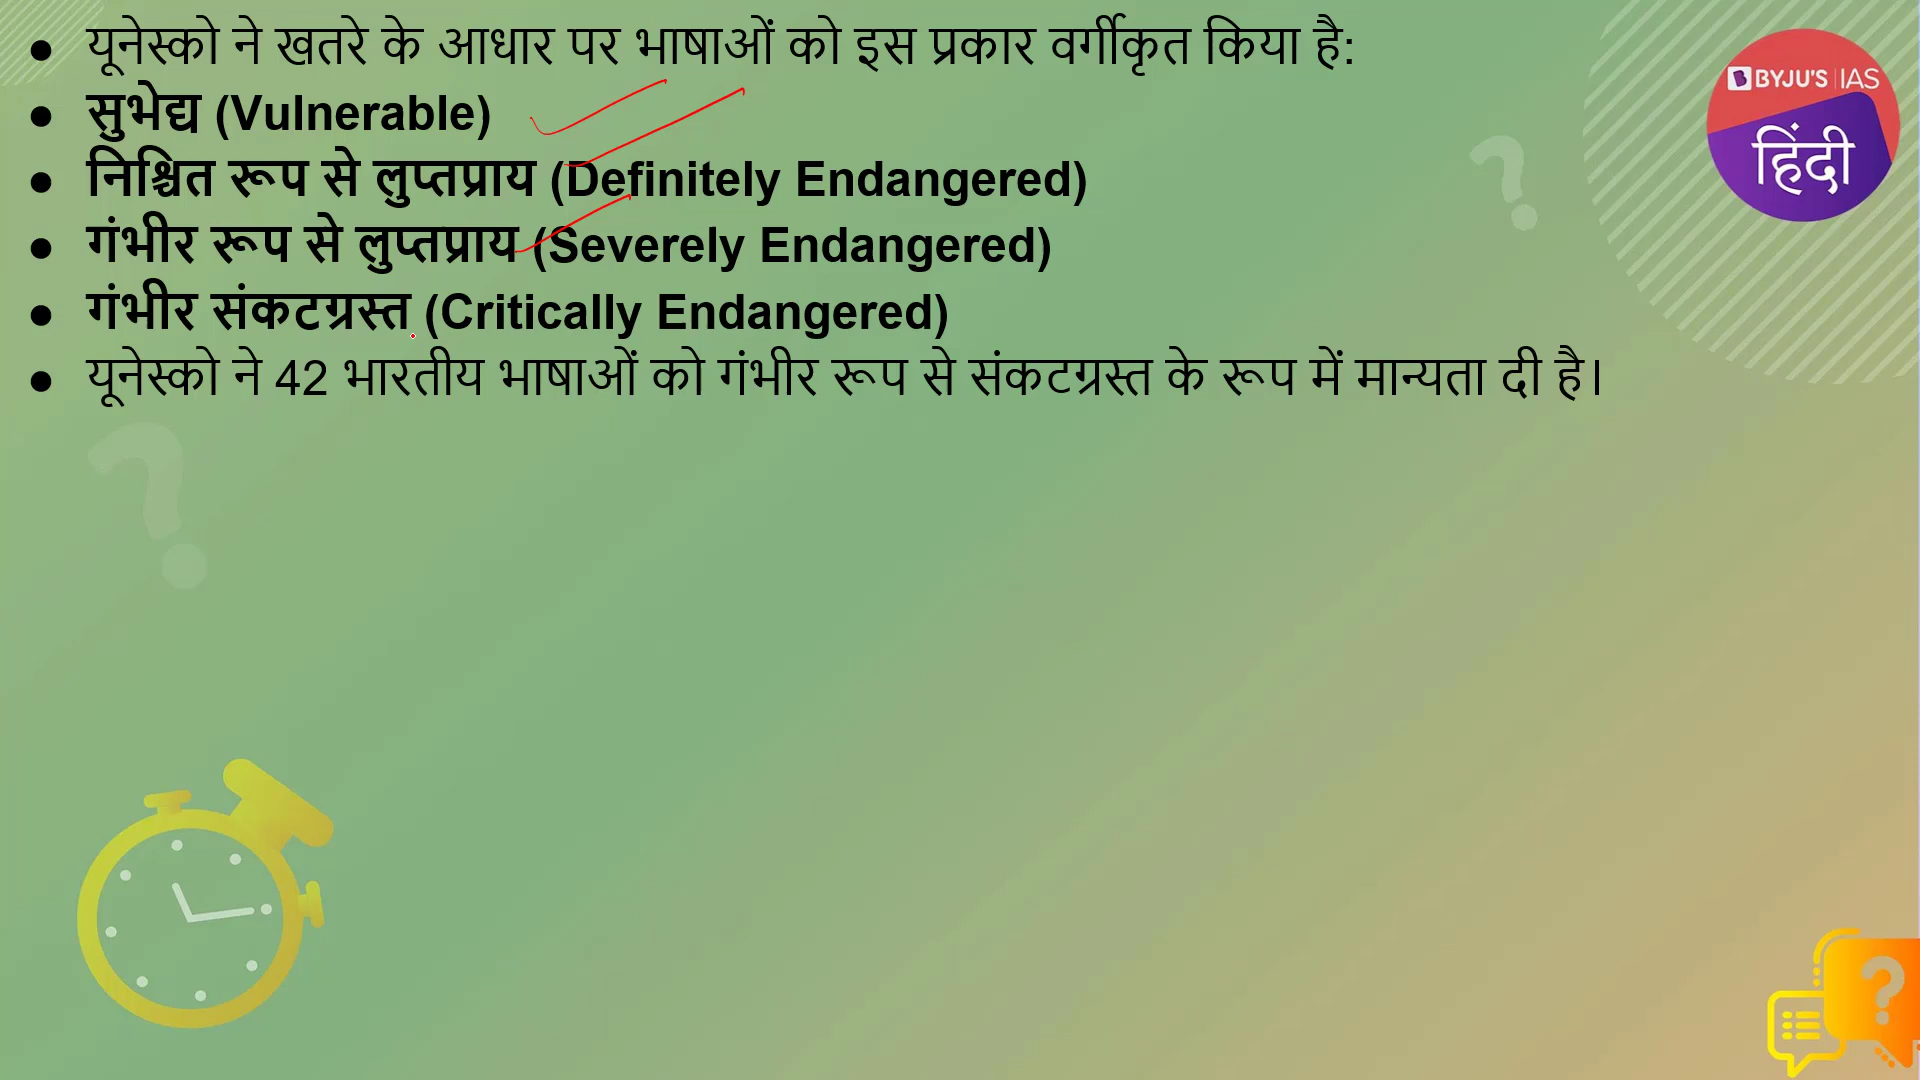 ● यूनेस्को ने खतरे के आधार पर भाषाओं को इस प्रकार वर्गीकृत किया है:
● सुभेद्य (Vulnerable)
● निश्चित रूप से लुप्तप्राय (Definitely Endangered)
● गंभीर रूप से लुप्तप्राय (Severely Endangered)
● गंभीर संकटग्रस्त (Critically Endangered)
● यूनेस्को ने 42 भारतीय भाषाओं को गंभीर रूप से संकटग्रस्त के रूप में मान्यता दी है।
BYJU'S IAS
हिंदी